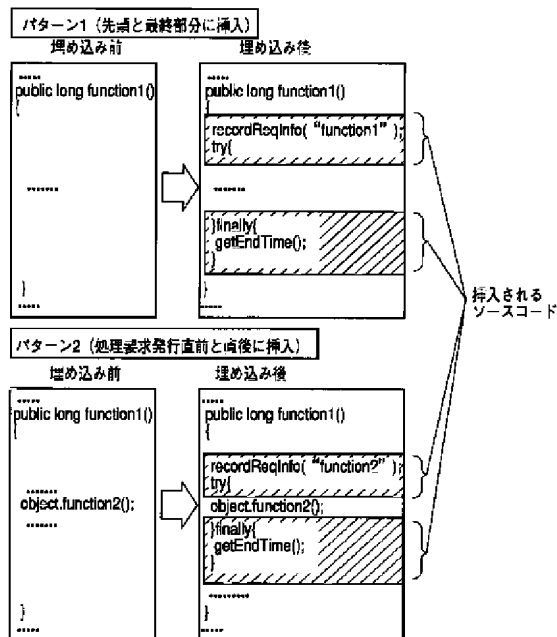 パターン1（先頭と最終部分に挿入）
埋め込み前
.....
public long function1()
{
.......
}
.....
埋め込み後
.....
public long function1()
{
recordReqInfo( “function1” );
try{
.......
}finally{
getEndTime();
}
}
.....
挿入される
ソースコード
パターン2（処理要求発行直前と直後に挿入）
埋め込み前
.....
public long function1()
{
.......
object.function2();
.......
}
.....
埋め込み後
.....
public long function1()
{
recordReqInfo( “function2” );
try{
object.function2();
}finally{
getEndTime();
}
.........
}
.....